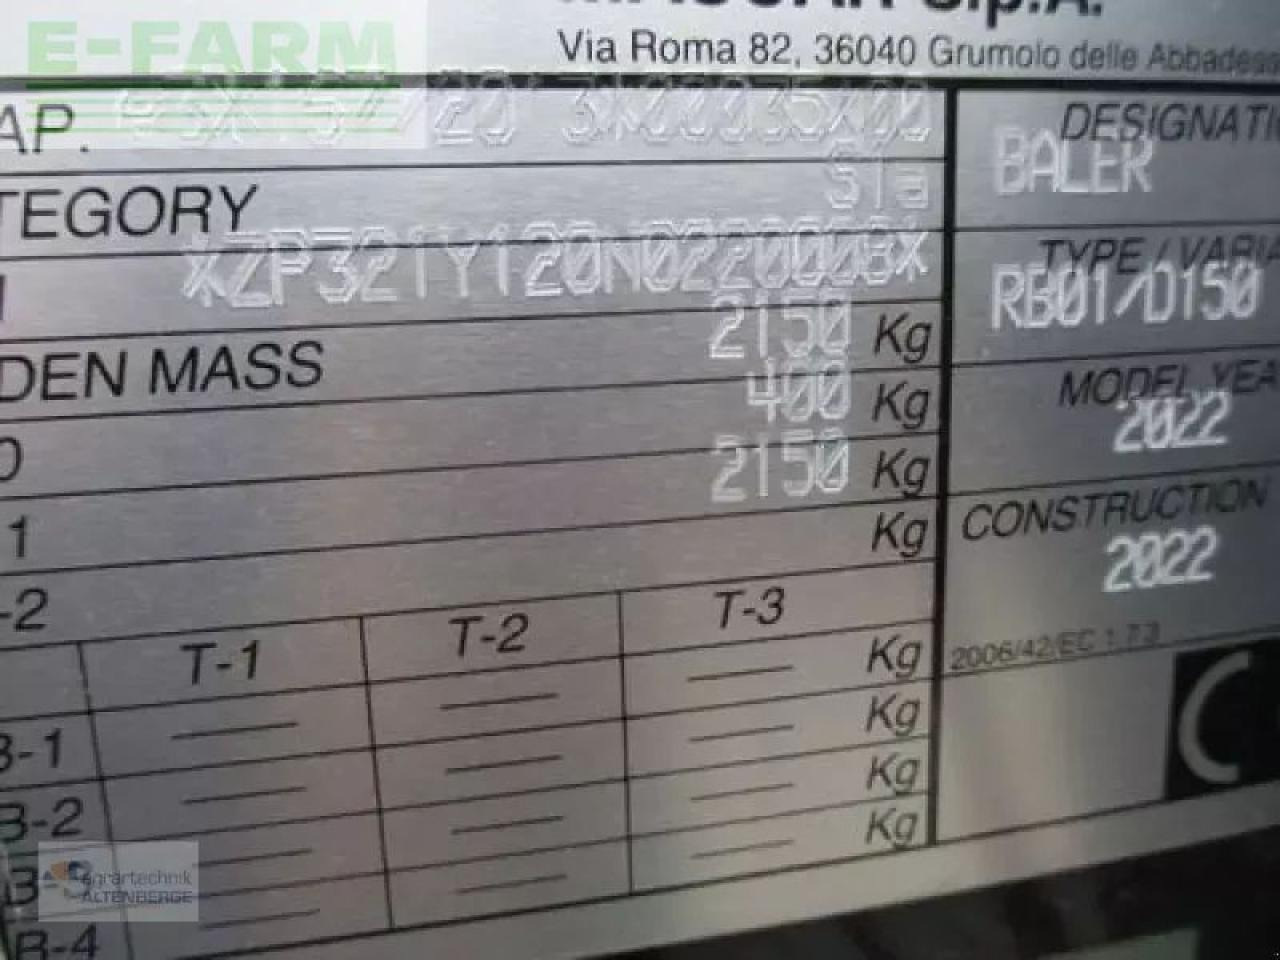 E-FARM
S.p.A.
Via Roma 82, 36040 Grumolo delle Abbadesse
AP.
DESIGNATI
BALER
TEGORY
S1a
TYPE / VARIA
*ZP321Y120N0220008*
RB01/D150
DEN MASS
2150 Kg
MODEL YEA
400 Kg
2022
2150 Kg
1
Kg
CONSTRUCTION
-2
2022
T-1 T-2 T-3
Kg
2006/42/EC 1.7.3
B-1
Kg
B-2
Kg
3
Kg
B-4
agrartechnik
ALTENBERGE